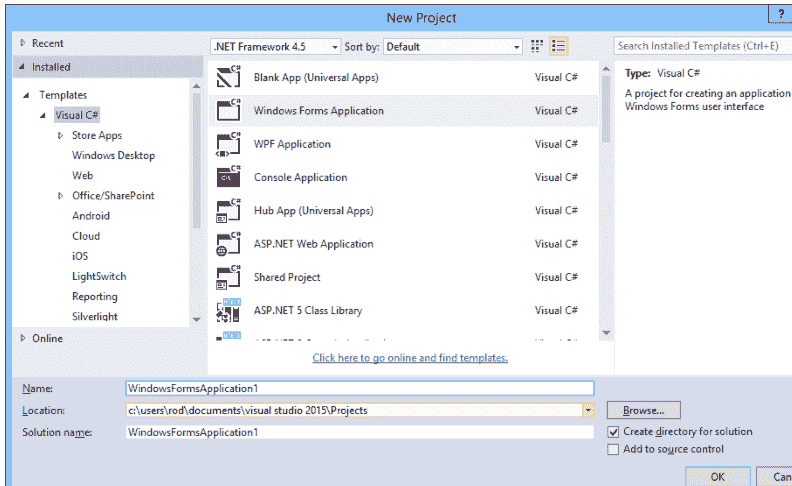 New Project
?
Recent
.NET Framework 4.5
Sort by: Default
Search Installed Templates (Ctrl+E)
Installed
Templates
Visual C#
Store Apps
Windows Desktop
Web
Office/SharePoint
Android
Cloud
iOS
LightSwitch
Reporting
Silverlight
Online
C# Blank App (Universal Apps) Visual C#
C# Windows Forms Application Visual C#
C# WPF Application Visual C#
C# Console Application Visual C#
C# Hub App (Universal Apps) Visual C#
C# ASP.NET Web Application Visual C#
C# Shared Project Visual C#
ASP.NET 5 Class Library Visual C#
Click here to go online and find templates.
Type: Visual C#
A project for creating an application
Windows Forms user interface
Name: WindowsFormsApplication1
Location: c:\users\rod\documents\visual studio 2015\Projects
Browse...
Solution name: WindowsFormsApplication1
Create directory for solution
Add to source control
OK
Can